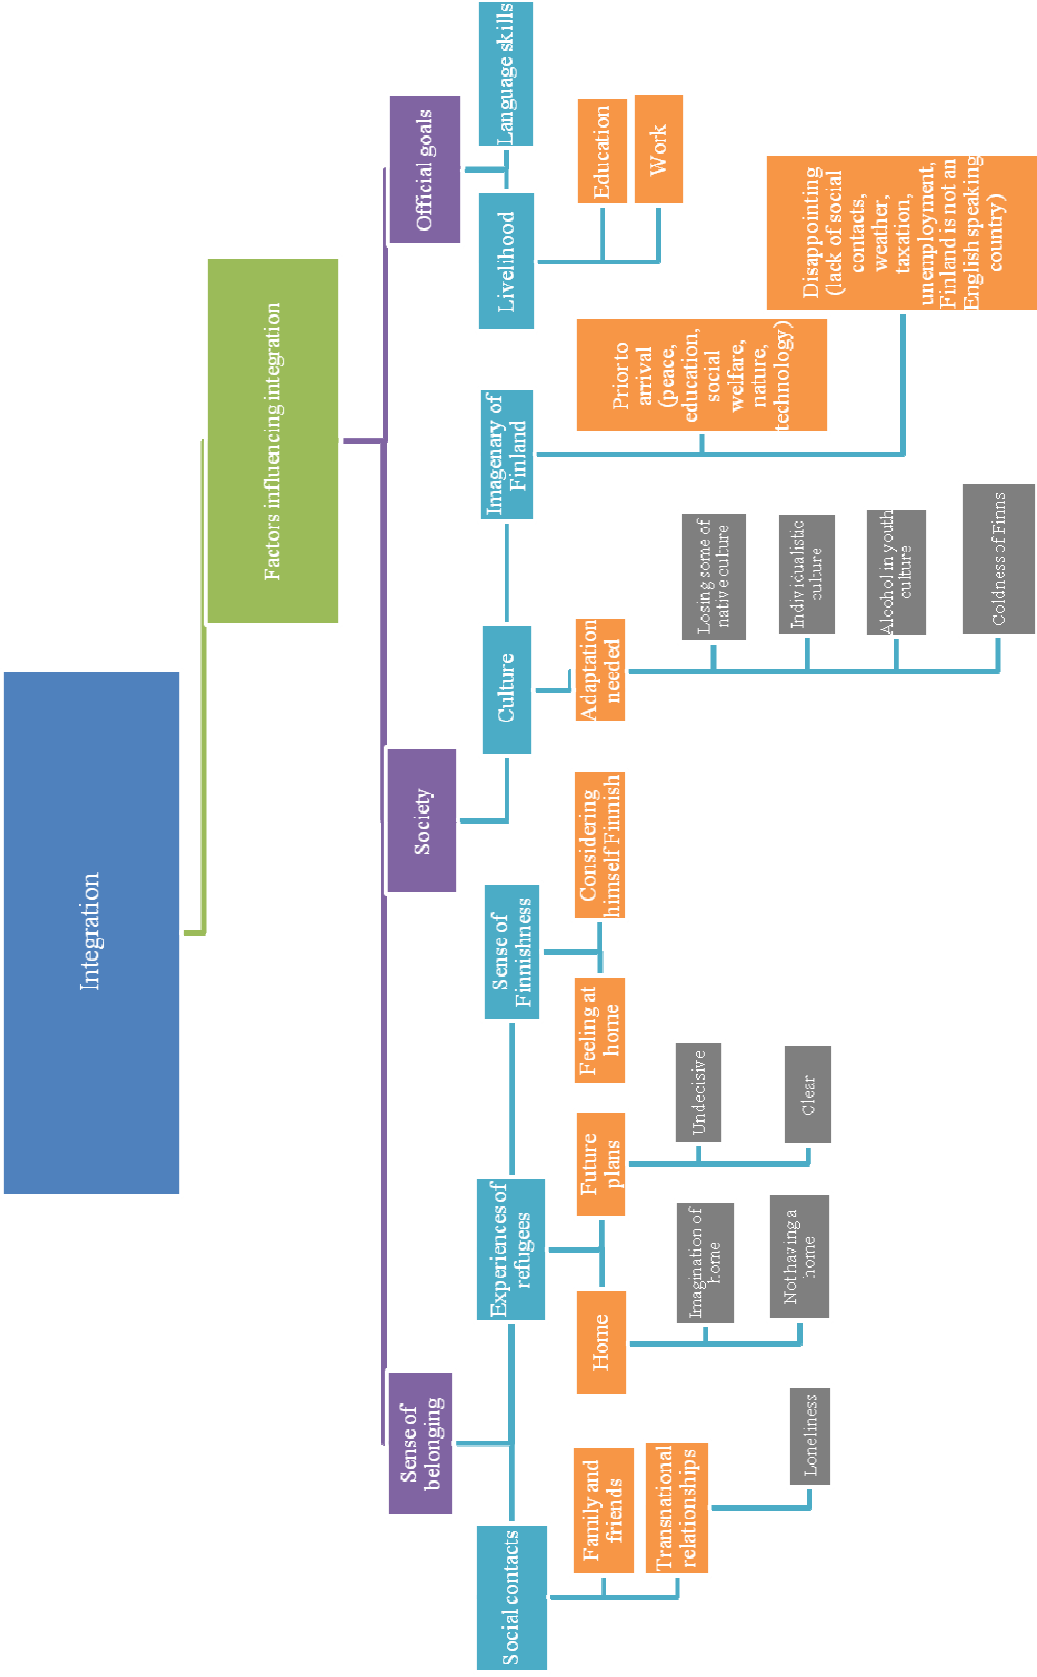 Integration
Factors influencing integration
Sense of
belonging
Society
Official goals
Social contacts
Experiences of
refugees
Sense of
Finnishness
Culture
Imagenary of
Finland
Livelihood
Language skills
Family and
friends
Transnational
relationships
Loneliness
Home
Imagination of
home
Not having a
home
Future
plans
Undecisive
Clear
Feeling at
home
Considering
himself Finnish
Adaptation
needed
Losing some of
native culture
Individualistic
culture
Alcohol in youth
culture
Coldness of Finns
Prior to
arrival
(peace,
education,
social
welfare,
nature,
technology)
Disappointing
(lack of social
contacts,
weather,
taxation,
unemployment,
Finland is not an
English speaking
country)
Education
Work